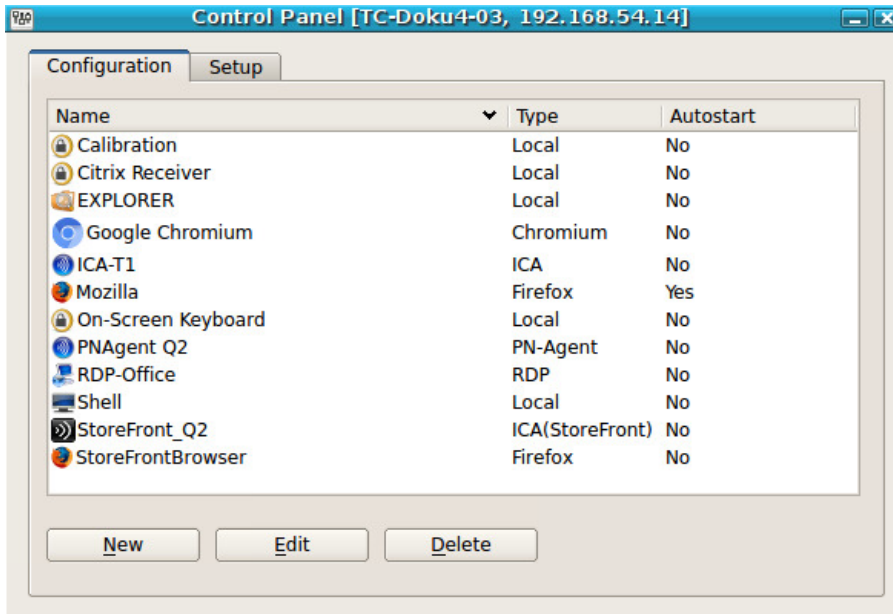 Control Panel [TC-Doku4-03, 192.168.54.14]
Configuration Setup
Name Type Autostart
Calibration Local No
Citrix Receiver Local No
EXPLORER Local No
Google Chromium Chromium No
ICA-T1 ICA No
Mozilla Firefox Yes
On-Screen Keyboard Local No
PNAgent Q2 PN-Agent No
RDP-Office RDP No
Shell Local No
StoreFront_Q2 ICA(StoreFront) No
StoreFrontBrowser Firefox No
New Edit Delete